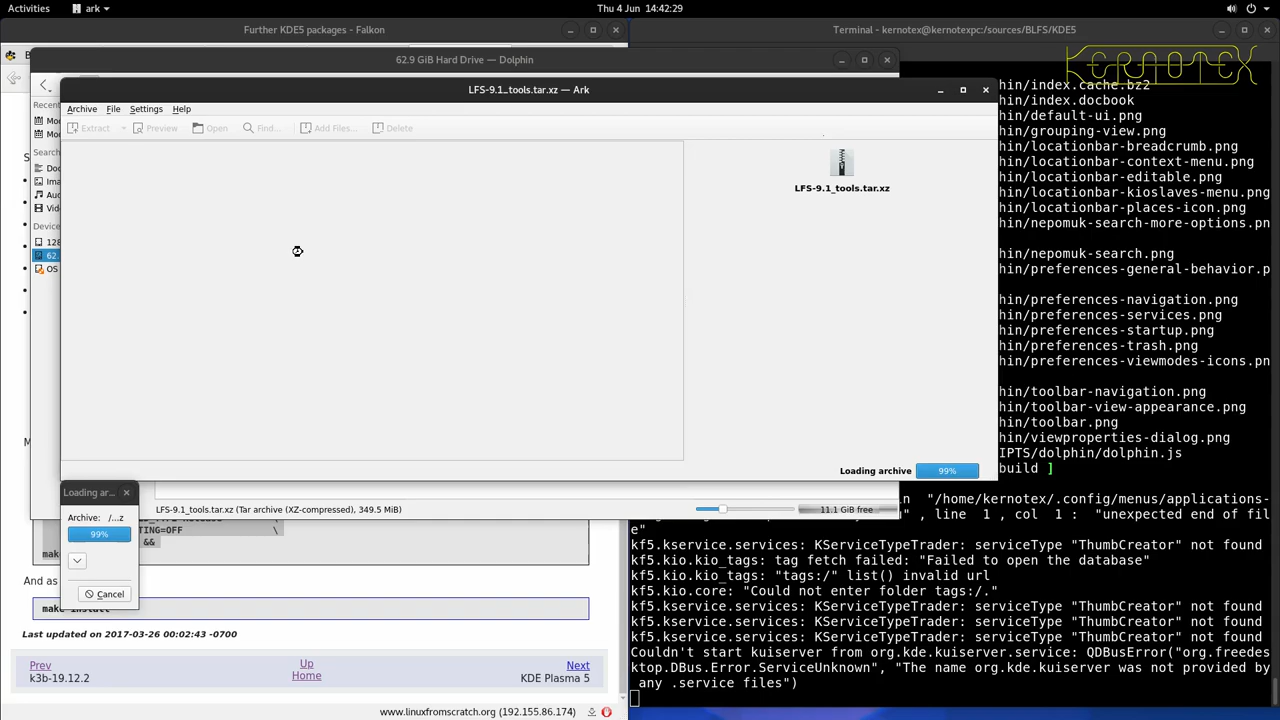 Activities
ark
Thu 4 Jun 14:42:29
Further KDE5 packages - Falkon
Terminal - kernotex@kernotexpc:/sources/BLFS/KDE5
62.9 GiB Hard Drive — Dolphin
KERNOTEX
LFS-9.1_tools.tar.xz — Ark
Archive File Settings Help
Extract Preview Open Find... Add Files... Delete
Recent
Mod
Mod
Search
Doc
Ima
Aud
Vid
Device
128
62.
OS
LFS-9.1_tools.tar.xz
Loading archive 99%
Loading ar...
Archive: /...z
99%
Cancel
LFS-9.1_tools.tar.xz (Tar archive (XZ-compressed), 349.5 MiB)
11.1 GiB free
TING=OFF \
&&
mak
And as
make install
Last updated on 2017-03-26 00:02:43 -0700
Prev
k3b-19.12.2
Up
Home
Next
KDE Plasma 5
www.linuxfromscratch.org (192.155.86.174)
hin/index.cache.bz2
hin/index.docbook
hin/default-ui.png
hin/grouping-view.png
hin/locationbar-breadcrumb.png
hin/locationbar-context-menu.png
hin/locationbar-editable.png
hin/locationbar-kioslaves-menu.png
hin/locationbar-places-icon.png
hin/nepomuk-search-more-options.pn
hin/nepomuk-search.png
hin/preferences-general-behavior.p
hin/preferences-navigation.png
hin/preferences-services.png
hin/preferences-startup.png
hin/preferences-trash.png
hin/preferences-viewmodes-icons.pn
hin/toolbar-navigation.png
hin/toolbar-view-appearance.png
hin/toolbar.png
hin/viewproperties-dialog.png
IPTS/dolphin/dolphin.js
build ]
n "/home/kernotex/.config/menus/applications-
n" , line 1 , col 1 : "unexpected end of fil
e"
kf5.kservice.services: KServiceTypeTrader: serviceType "ThumbCreator" not found
kf5.kio.kio_tags: tag fetch failed: "Failed to open the database"
kf5.kio.kio_tags: "tags:/" list() invalid url
kf5.kio.core: "Could not enter folder tags:/."
kf5.kservice.services: KServiceTypeTrader: serviceType "ThumbCreator" not found
kf5.kservice.services: KServiceTypeTrader: serviceType "ThumbCreator" not found
kf5.kservice.services: KServiceTypeTrader: serviceType "ThumbCreator" not found
Couldn't start kuiserver from org.kde.kuiserver.service: QDBusError("org.freedes
ktop.DBus.Error.ServiceUnknown", "The name org.kde.kuiserver was not provided by
any .service files")